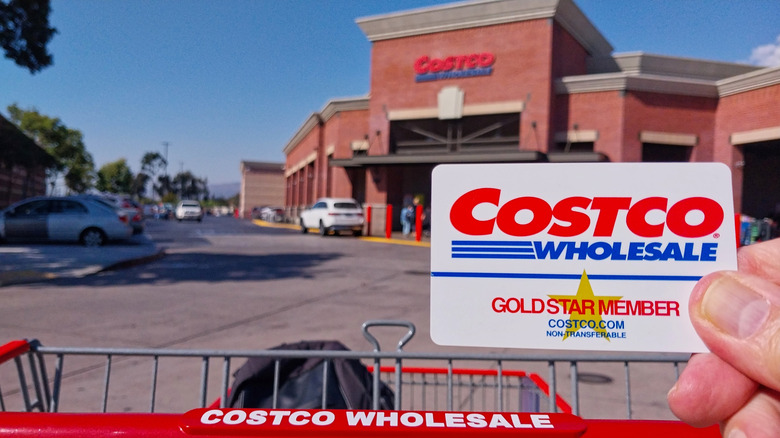 COSTCO
WHOLESALE
COSTCO®
WHOLESALE
GOLD STAR MEMBER
COSTCO.COM
NON-TRANSFERABLE
COSTCO WHOLESALE